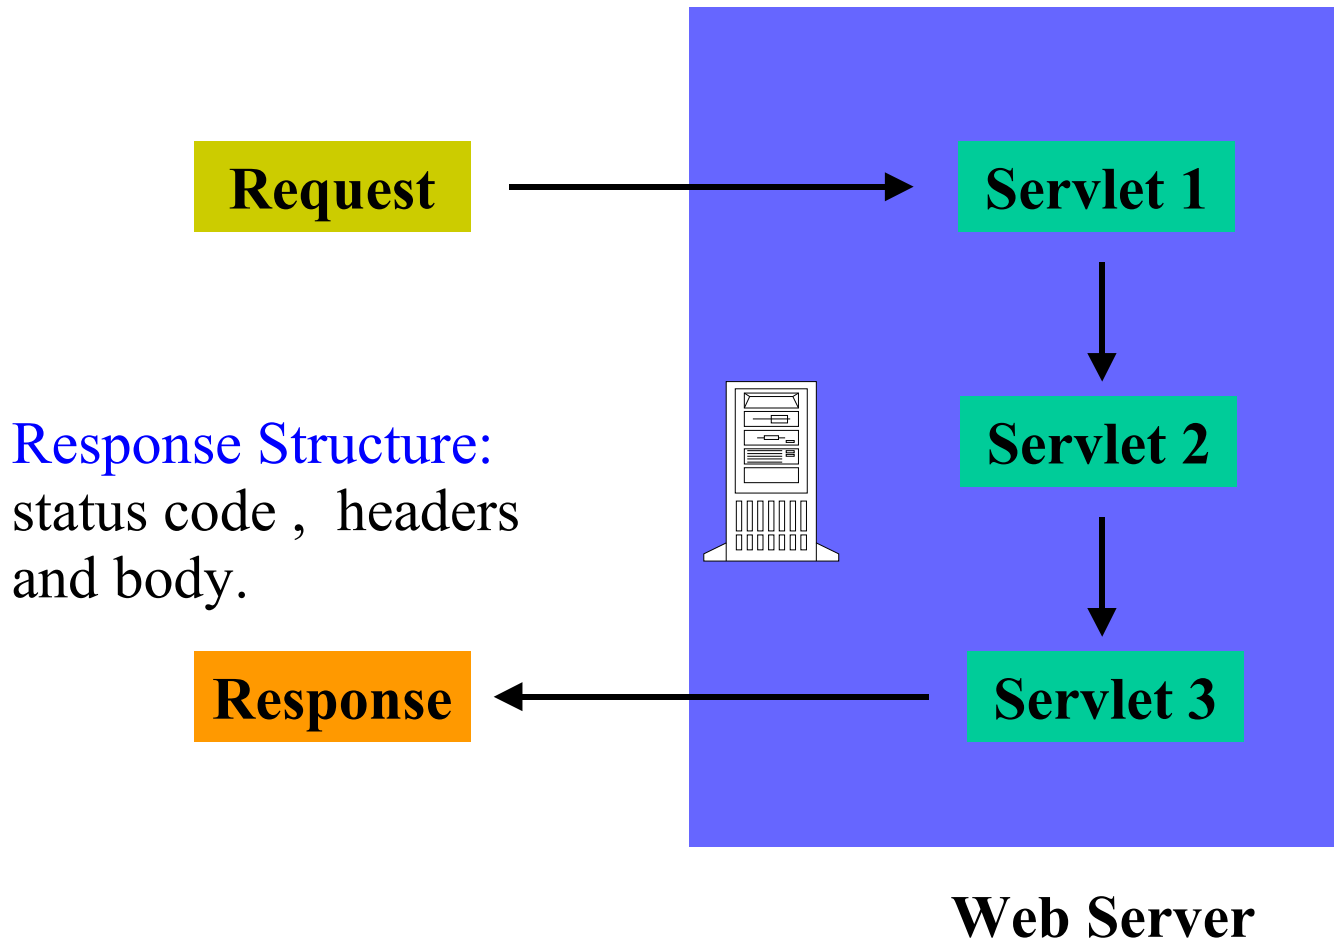 Request
Servlet 1
Response Structure:
status code , headers
and body.
Servlet 2
Response
Servlet 3
Web Server